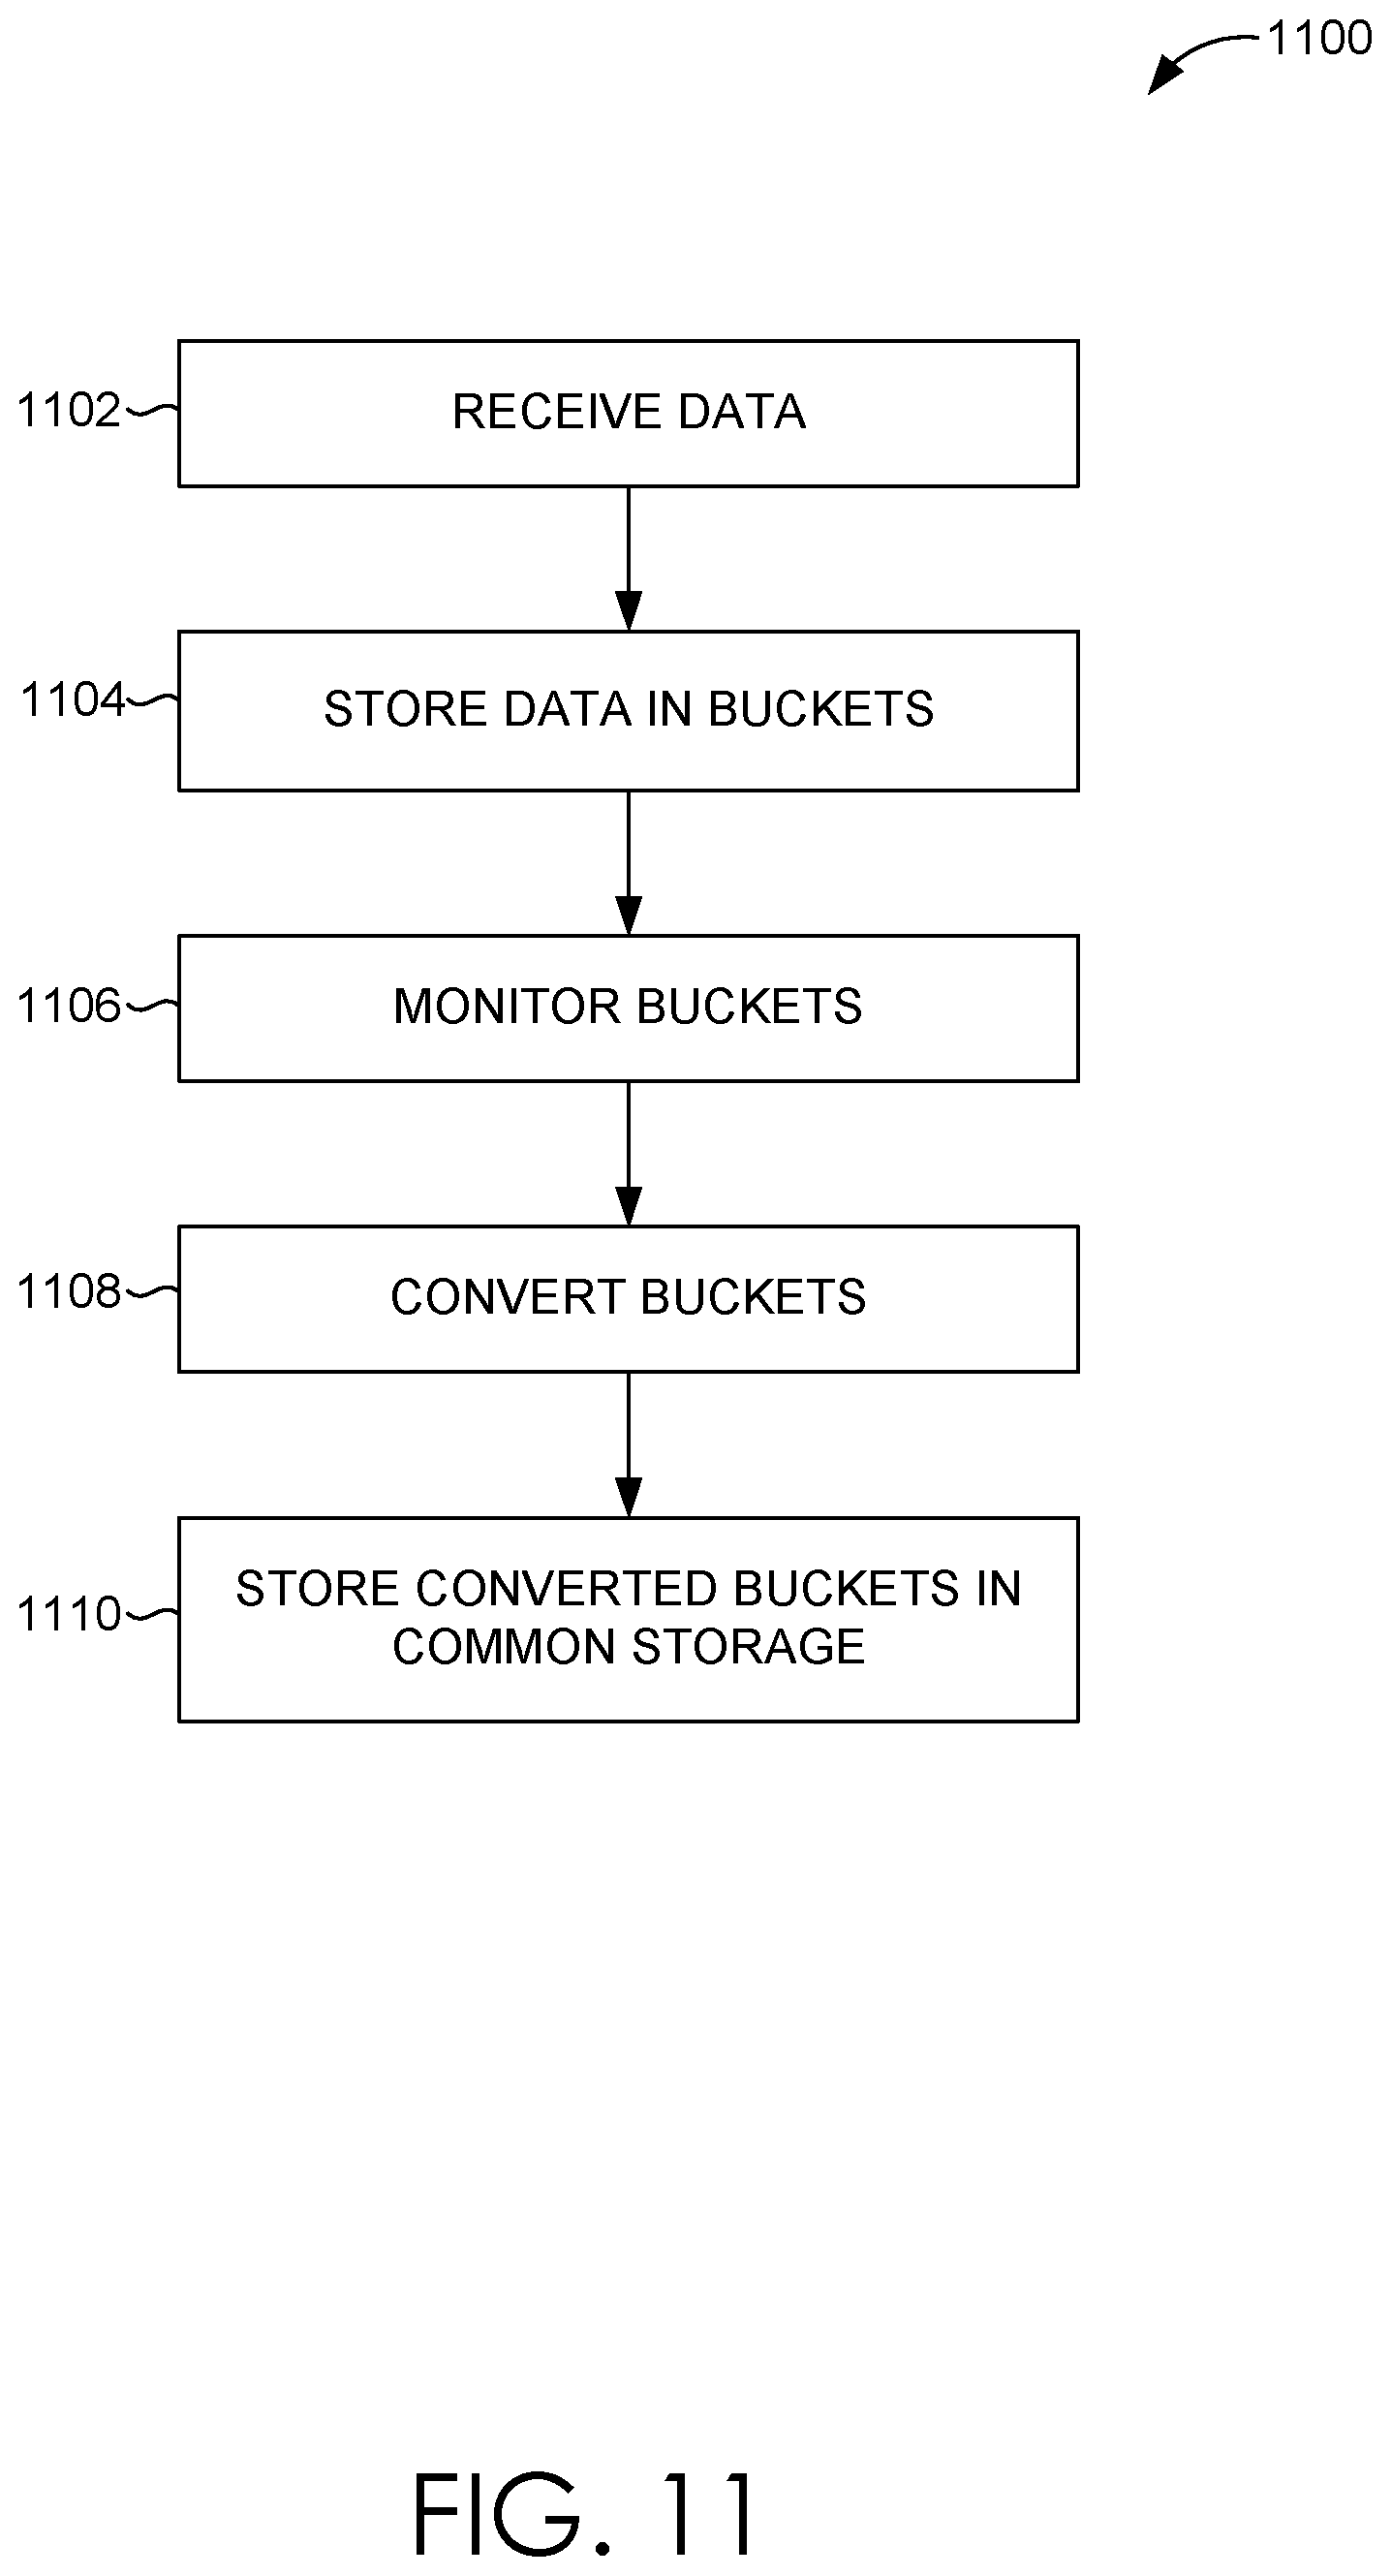 1100
1102
RECEIVE DATA
1104
STORE DATA IN BUCKETS
1106
MONITOR BUCKETS
1108
CONVERT BUCKETS
1110
STORE CONVERTED BUCKETS IN
COMMON STORAGE
FIG. 11